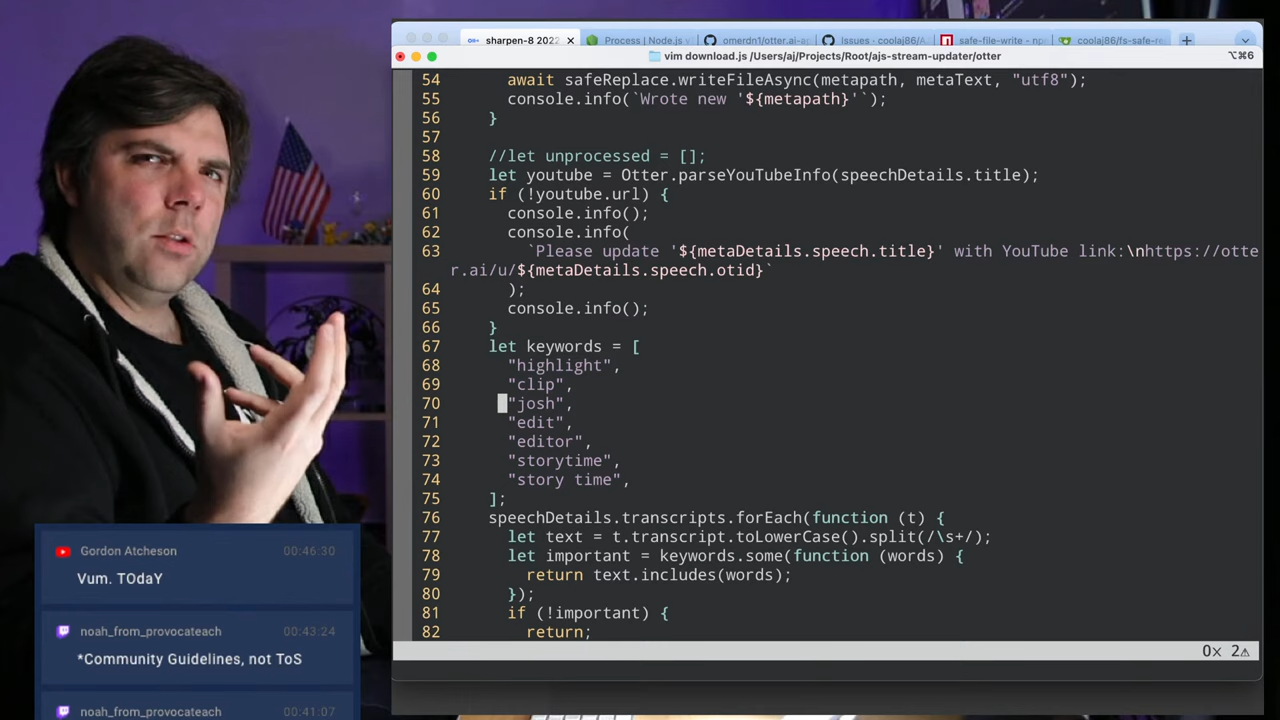 sharpen-8 2022
Process | Node.js v
omerdn1/otter.ai-ap
Issues · coolaj86/A
safe-file-write - npm
coolaj86/fs-safe-re
vim download.js /Users/aj/Projects/Root/ajs-stream-updater/otter
⌥⌘6
54 await safeReplace.writeFileAsync(metapath, metaText, "utf8");
55 console.info(`Wrote new '${metapath}'`);
56 }
57
58 //let unprocessed = [];
59 let youtube = Otter.parseYouTubeInfo(speechDetails.title);
60 if (!youtube.url) {
61 console.info();
62 console.info(
63 `Please update '${metaDetails.speech.title}' with YouTube link:\nhttps://otte
r.ai/u/${metaDetails.speech.otid}`
64 );
65 console.info();
66 }
67 let keywords = [
68 "highlight",
69 "clip",
70 "josh",
71 "edit",
72 "editor",
73 "storytime",
74 "story time",
75 ];
76 speechDetails.transcripts.forEach(function (t) {
77 let text = t.transcript.toLowerCase().split(/\s+/);
78 let important = keywords.some(function (words) {
79 return text.includes(words);
80 });
81 if (!important) {
82 return;
0× 2⚠
Gordon Atcheson 00:46:30
Vum. TOdaY
noah_from_provocateach 00:43:24
*Community Guidelines, not ToS
noah_from_provocateach 00:41:07